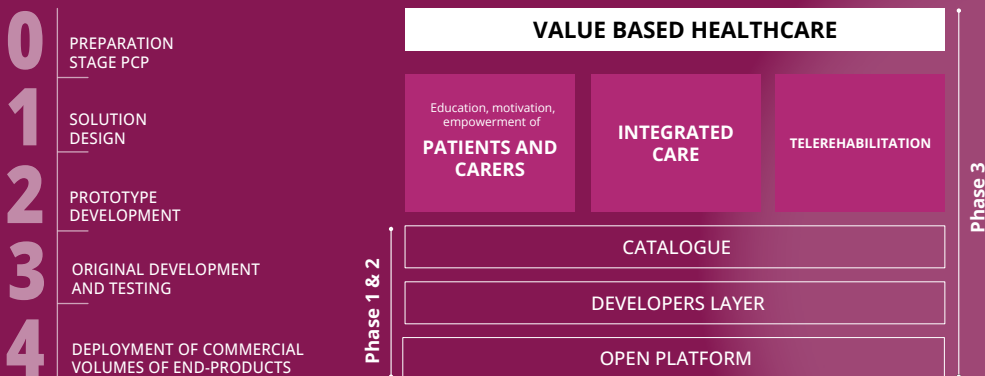 0
PREPARATION
STAGE PCP
1
SOLUTION
DESIGN
2
PROTOTYPE
DEVELOPMENT
3
ORIGINAL DEVELOPMENT
AND TESTING
4
DEPLOYMENT OF COMMERCIAL
VOLUMES OF END-PRODUCTS
VALUE BASED HEALTHCARE
Education, motivation,
empowerment of
PATIENTS AND
CARERS
INTEGRATED
CARE
TELEREHABILITATION
CATALOGUE
DEVELOPERS LAYER
OPEN PLATFORM
Phase 1 & 2
Phase 3